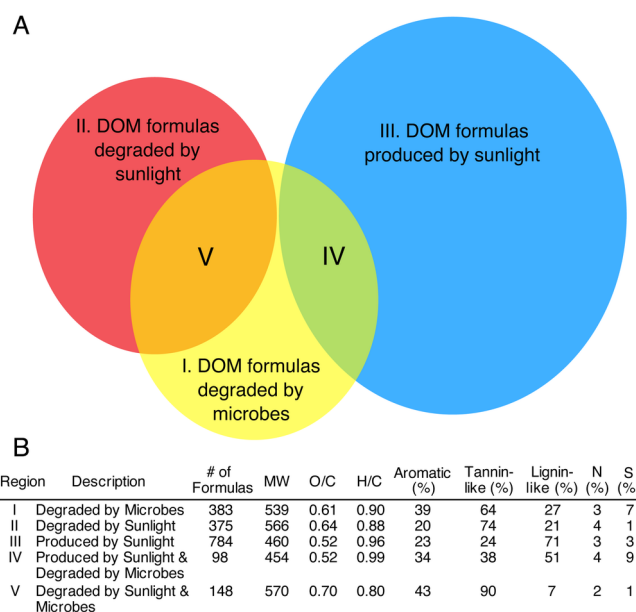 A
II. DOM formulas
degraded by
sunlight
III. DOM formulas
produced by sunlight
V
IV
I. DOM formulas
degraded by
microbes
B
Region Description # of Formulas MW O/C H/C Aromatic (%) Tannin-like (%) Lignin-like (%) N (%) S (%
I Degraded by Microbes 383 539 0.61 0.90 39 64 27 3 7
II Degraded by Sunlight 375 566 0.64 0.88 20 74 21 4 1
III Produced by Sunlight 784 460 0.52 0.96 23 24 71 3 3
IV Produced by Sunlight & 98 454 0.52 0.99 34 38 51 4 9
Degraded by Microbes
V Degraded by Sunlight & 148 570 0.70 0.80 43 90 7 2 1
Microbes